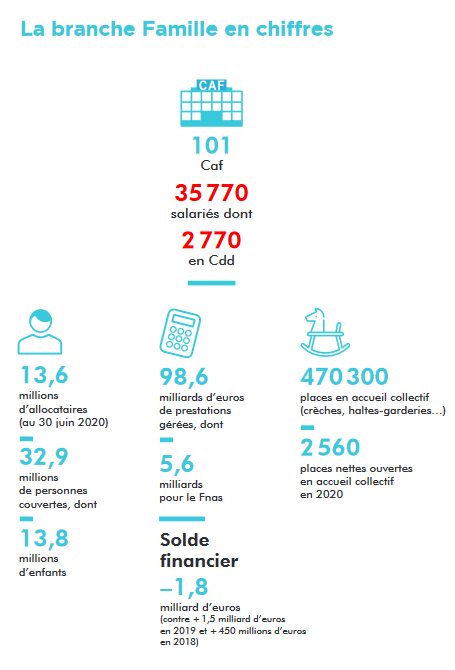 La branche Famille en chiffres
CAF
101
Caf
35 770
salariés dont
2 770
en Cdd
13,6
millions
d’allocataires
(au 30 juin 2020)
32,9
millions
de personnes
couvertes, dont
13,8
millions
d’enfants
98,6
milliards d’euros
de prestations
gérées, dont
5,6
milliards
pour le Fnas
Solde
financier
–1,8
milliard d’euros
(contre +1,5 milliard d’euros
en 2019 et +450 millions d’euros
en 2018)
470 300
places en accueil collectif
(crèches, haltes-garderies…)
2 560
places nettes ouvertes
en accueil collectif
en 2020